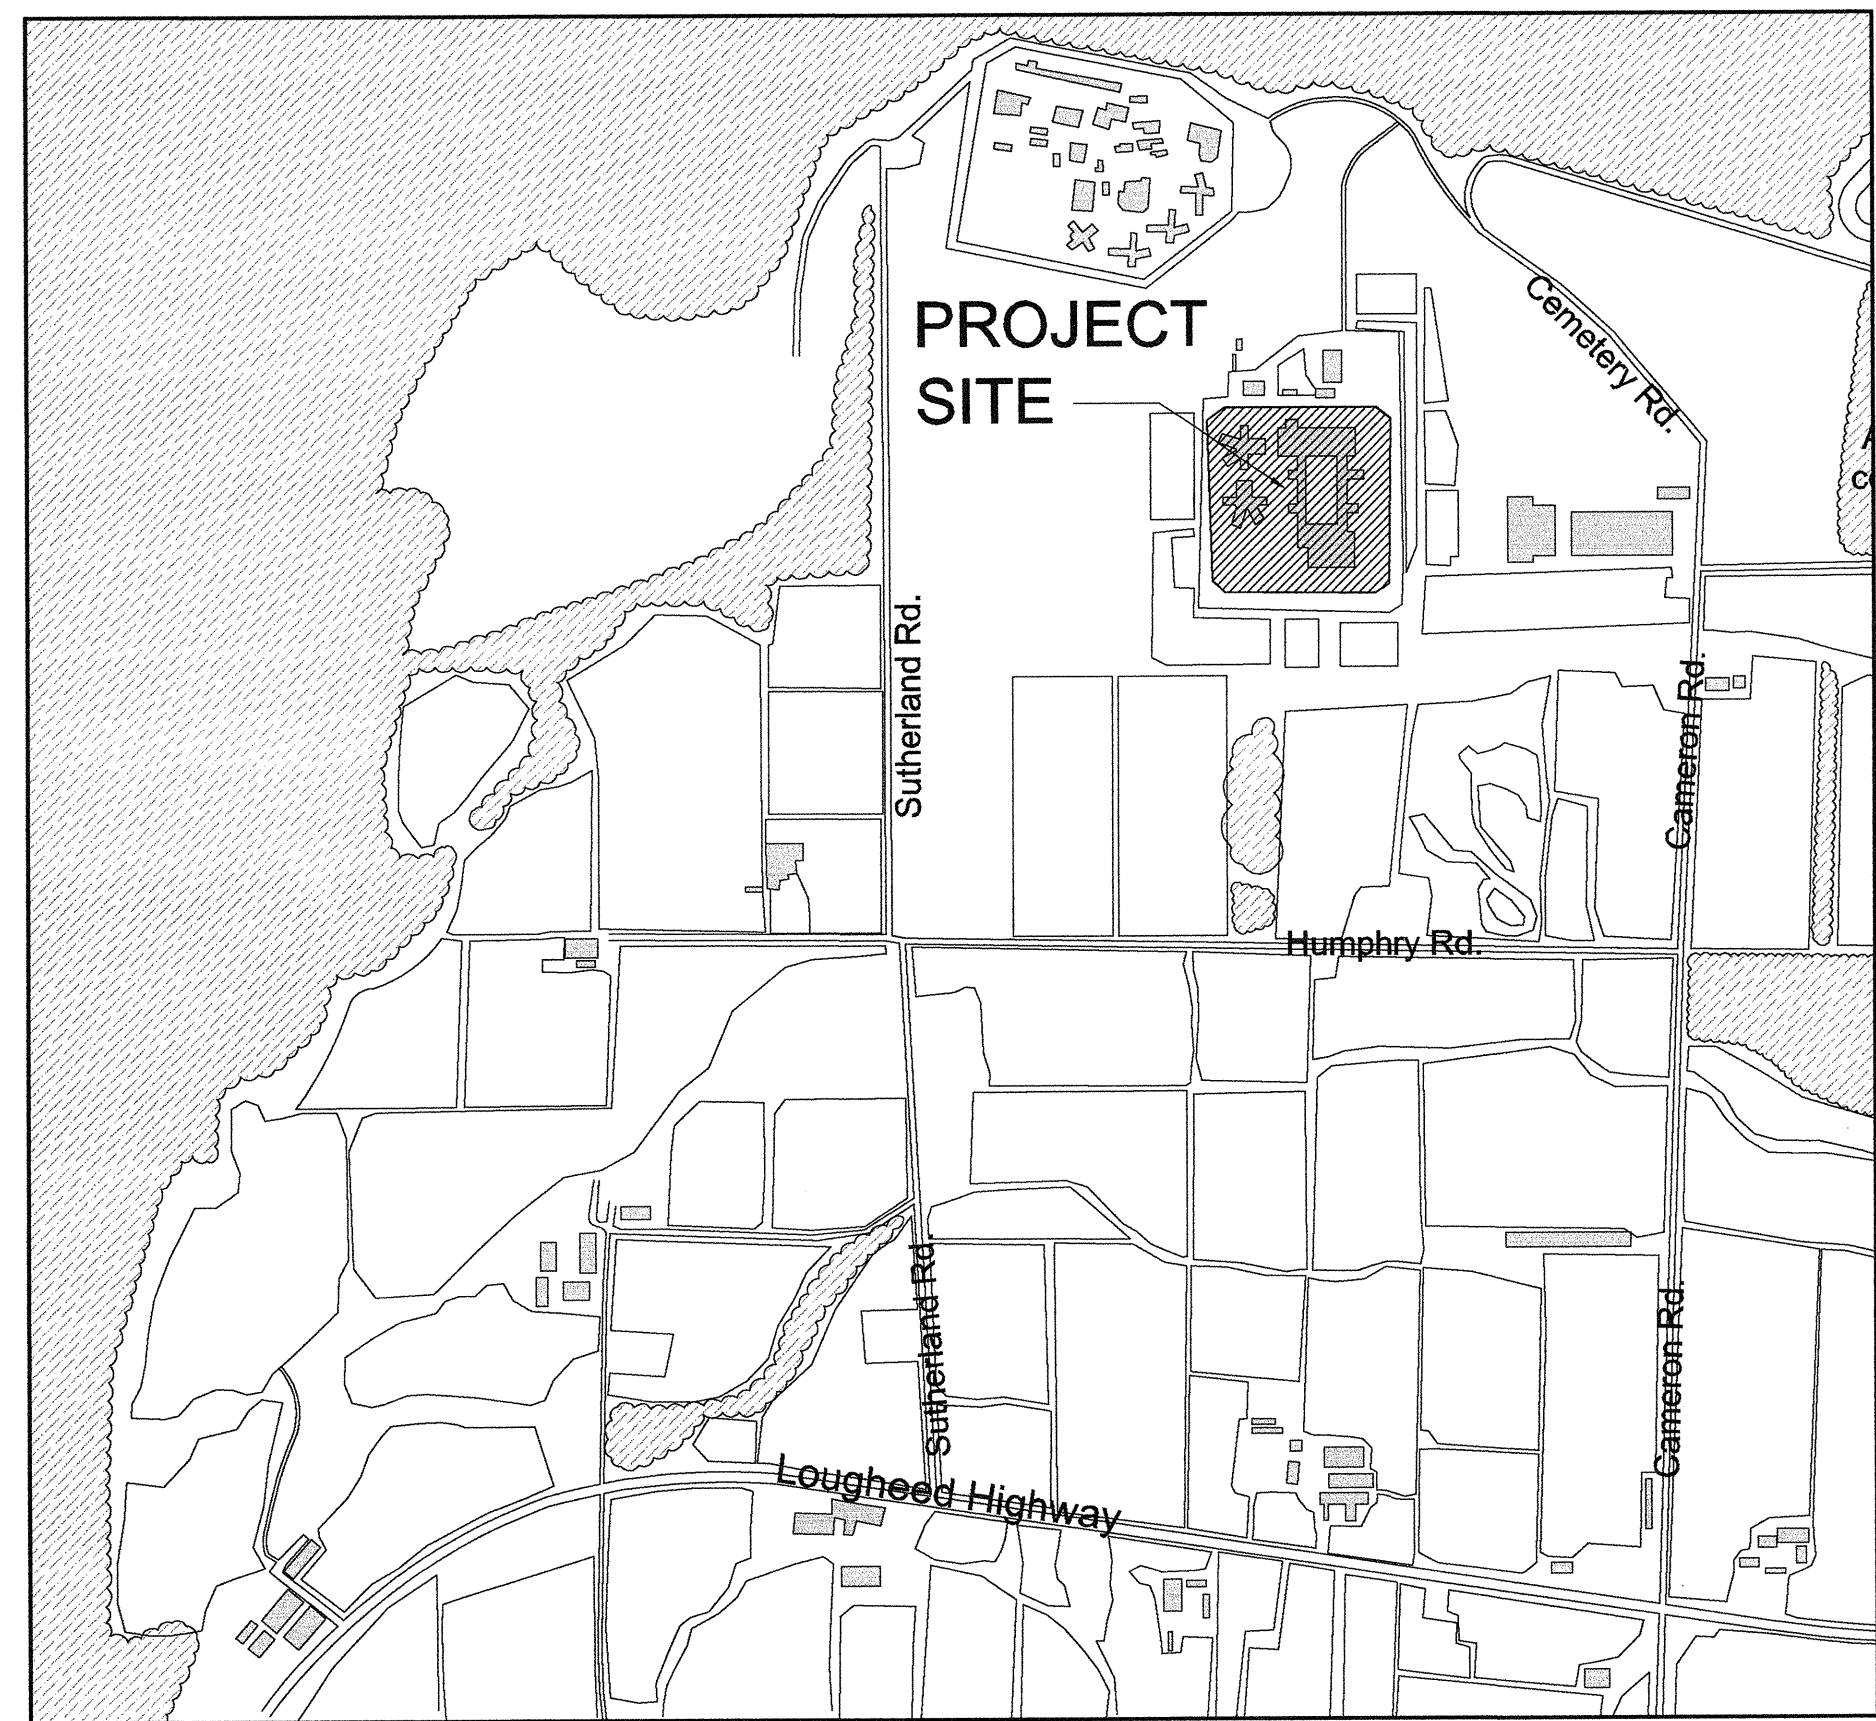 PROJECT
SITE
Cemetery Rd.
Sutherland Rd.
Cameron Rd.
Humphry Rd.
Sutherland Rd.
Cameron Rd.
Lougheed Highway